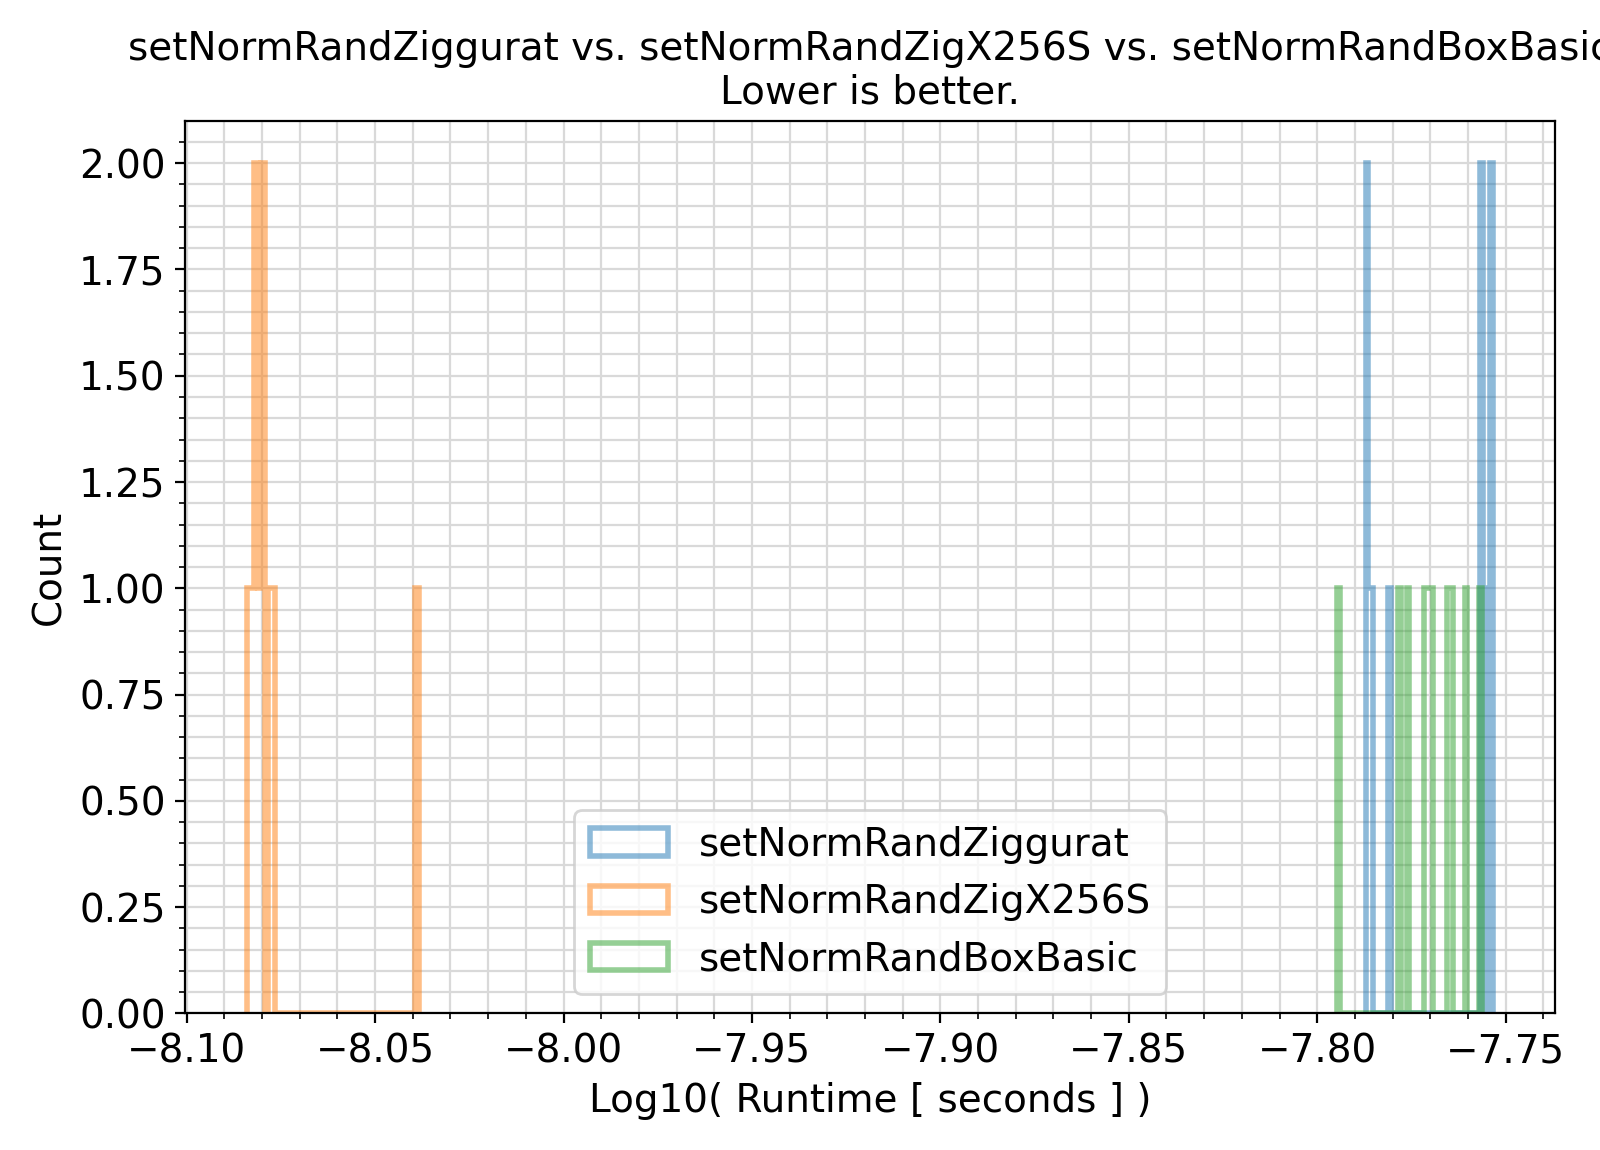 setNormRandZiggurat vs. setNormRandZigX256S vs. setNormRandBoxBasic
Lower is better.
2.00
1.75
1.50
1.25
1.00
0.75
0.50
0.25
0.00
Count
setNormRandZiggurat
setNormRandZigX256S
setNormRandBoxBasic
−8.10 −8.05 −8.00 −7.95 −7.90 −7.85 −7.80 −7.75
Log10( Runtime [ seconds ] )